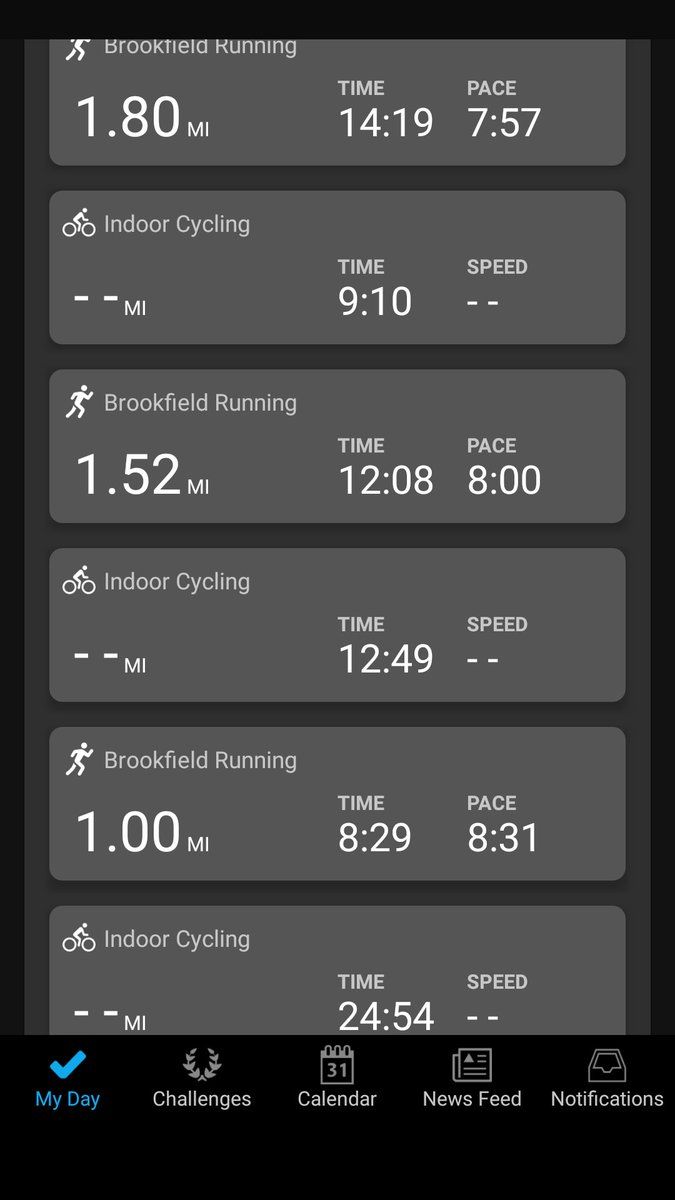 Brookfield Running
TIME PACE
1.80 MI 14:19 7:57
Indoor Cycling
TIME SPEED
- - MI 9:10 - -
Brookfield Running
TIME PACE
1.52 MI 12:08 8:00
Indoor Cycling
TIME SPEED
- - MI 12:49 - -
Brookfield Running
TIME PACE
1.00 MI 8:29 8:31
Indoor Cycling
TIME SPEED
- - MI 24:54 - -
31
My Day Challenges Calendar News Feed Notifications